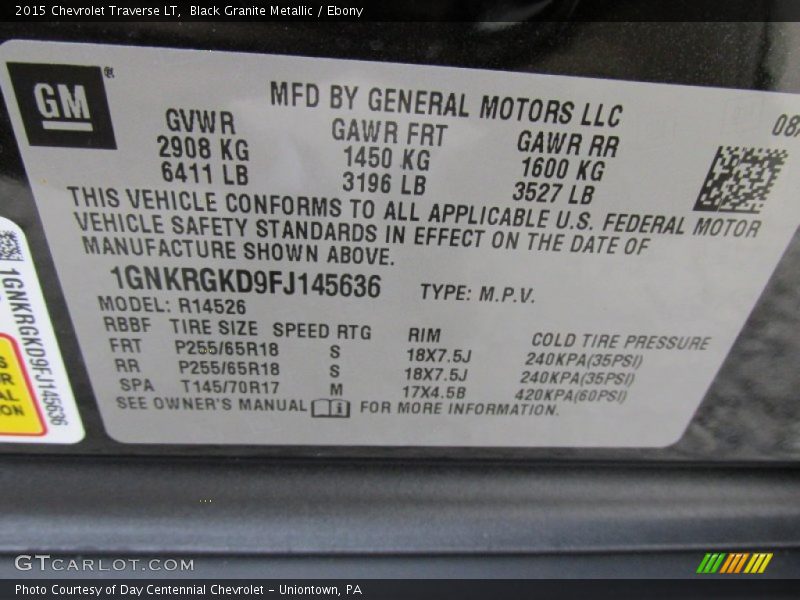 2015 Chevrolet Traverse LT, Black Granite Metallic / Ebony
GM®
MFD BY GENERAL MOTORS LLC
08/
GVWR GAWR FRT GAWR RR
2908 KG 1450 KG 1600 KG
6411 LB 3196 LB 3527 LB
THIS VEHICLE CONFORMS TO ALL APPLICABLE U.S. FEDERAL MOTOR
VEHICLE SAFETY STANDARDS IN EFFECT ON THE DATE OF
MANUFACTURE SHOWN ABOVE.
1GNKRGKD9FJ145636 TYPE: M.P.V.
MODEL: R14526
RBBF TIRE SIZE SPEED RTG RIM COLD TIRE PRESSURE
FRT P255/65R18 S 18X7.5J 240KPA(35PSI)
RR P255/65R18 S 18X7.5J 240KPA(35PSI)
SPA T145/70R17 M 17X4.5B 420KPA(60PSI)
SEE OWNER'S MANUAL FOR MORE INFORMATION.
1GNKRGKD9FJ145636
GTCARLOT.COM
Photo Courtesy of Day Centennial Chevrolet - Uniontown, PA